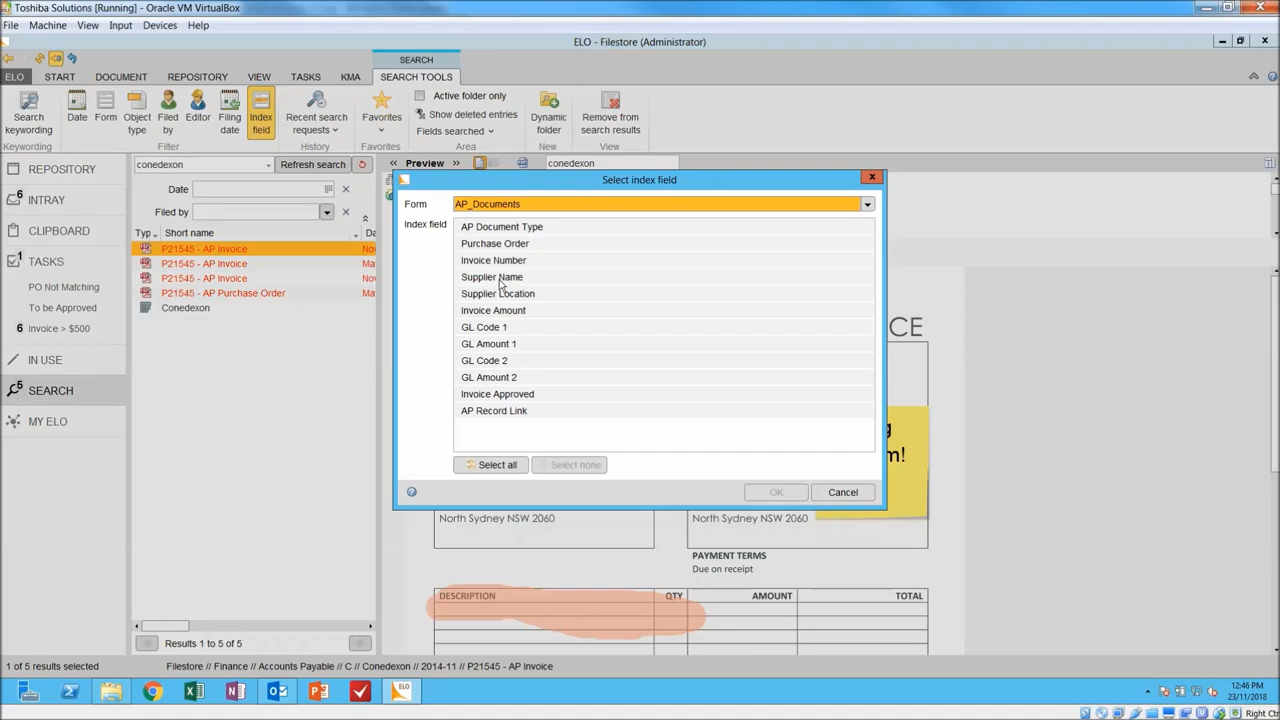 Toshiba Solutions [Running] - Oracle VM VirtualBox
File Machine View Input Devices Help
ELO - Filestore (Administrator)
SEARCH
ELO START DOCUMENT REPOSITORY VIEW TASKS KMA SEARCH TOOLS
Search keywording
Date
Form
Object type
Filed by
Editor
Filing date
Index field
Recent search requests
Favorites
Active folder only
Show deleted entries
Fields searched
Dynamic folder
Remove from search results
Keywording Filter History Favorites Area New View
REPOSITORY
6 INTRAY
CLIPBOARD
1 TASKS
PO Not Matching
To be Approved
6 Invoice > $500
IN USE
5 SEARCH
MY ELO
conedexon Refresh search
Date
Filed by
Typ Short name Da
P21545 - AP Invoice Nov
P21545 - AP Invoice Ma
P21545 - AP Invoice Nov
P21545 - AP Purchase Order Ma
Conedexon
Results 1 to 5 of 5
Preview conedexon
Select index field
Form AP_Documents
Index field
AP Document Type
Purchase Order
Invoice Number
Supplier Name
Supplier Location
Invoice Amount
GL Code 1
GL Amount 1
GL Code 2
GL Amount 2
Invoice Approved
AP Record Link
Select all Select none
OK Cancel
CE
g
m!
North Sydney NSW 2060 North Sydney NSW 2060
PAYMENT TERMS
Due on receipt
DESCRIPTION QTY AMOUNT TOTAL
1 of 5 results selected Filestore // Finance // Accounts Payable // C // Conedexon // 2014-11 // P21545 - AP Invoice
12:46 PM
23/11/2018
Right Ctrl